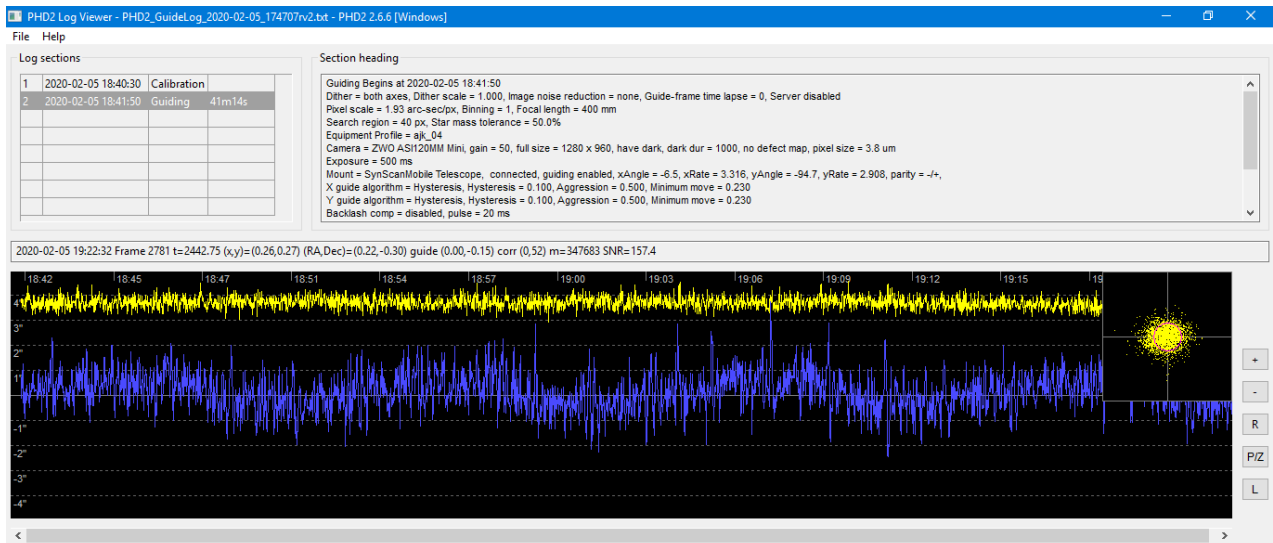 PHD2 Log Viewer - PHD2_GuideLog_2020-02-05_174707rv2.txt - PHD2 2.6.6 [Windows]
File Help
Log sections
1 2020-02-05 18:40:30 Calibration
2 2020-02-05 18:41:50 Guiding 41m14s
Section heading
Guiding Begins at 2020-02-05 18:41:50
Dither = both axes, Dither scale = 1.000, Image noise reduction = none, Guide-frame time lapse = 0, Server disabled
Pixel scale = 1.93 arc-sec/px, Binning = 1, Focal length = 400 mm
Search region = 40 px, Star mass tolerance = 50.0%
Equipment Profile = ajk_04
Camera = ZWO ASI120MM Mini, gain = 50, full size = 1280 x 960, have dark, dark dur = 1000, no defect map, pixel size = 3.8 um
Exposure = 500 ms
Mount = SynScanMobile Telescope,  connected, guiding enabled, xAngle = -6.5, xRate = 3.316, yAngle = -94.7, yRate = 2.908, parity = -/+,
X guide algorithm = Hysteresis, Hysteresis = 0.100, Aggression = 0.500, Minimum move = 0.230
Y guide algorithm = Hysteresis, Hysteresis = 0.100, Aggression = 0.500, Minimum move = 0.230
Backlash comp = disabled, pulse = 20 ms
2020-02-05 19:22:32 Frame 2781 t=2442.75 (x,y)=(0.26,0.27) (RA,Dec)=(0.22,-0.30) guide (0.00,-0.15) corr (0,52) m=347683 SNR=157.4
18:42 18:45 18:48 18:51 18:54 18:57 19:00 19:03 19:06 19:09 19:12 19:15 19
4"
3"
2"
1"
-1"
-2"
-3"
-4"
+
-
R
P/Z
L